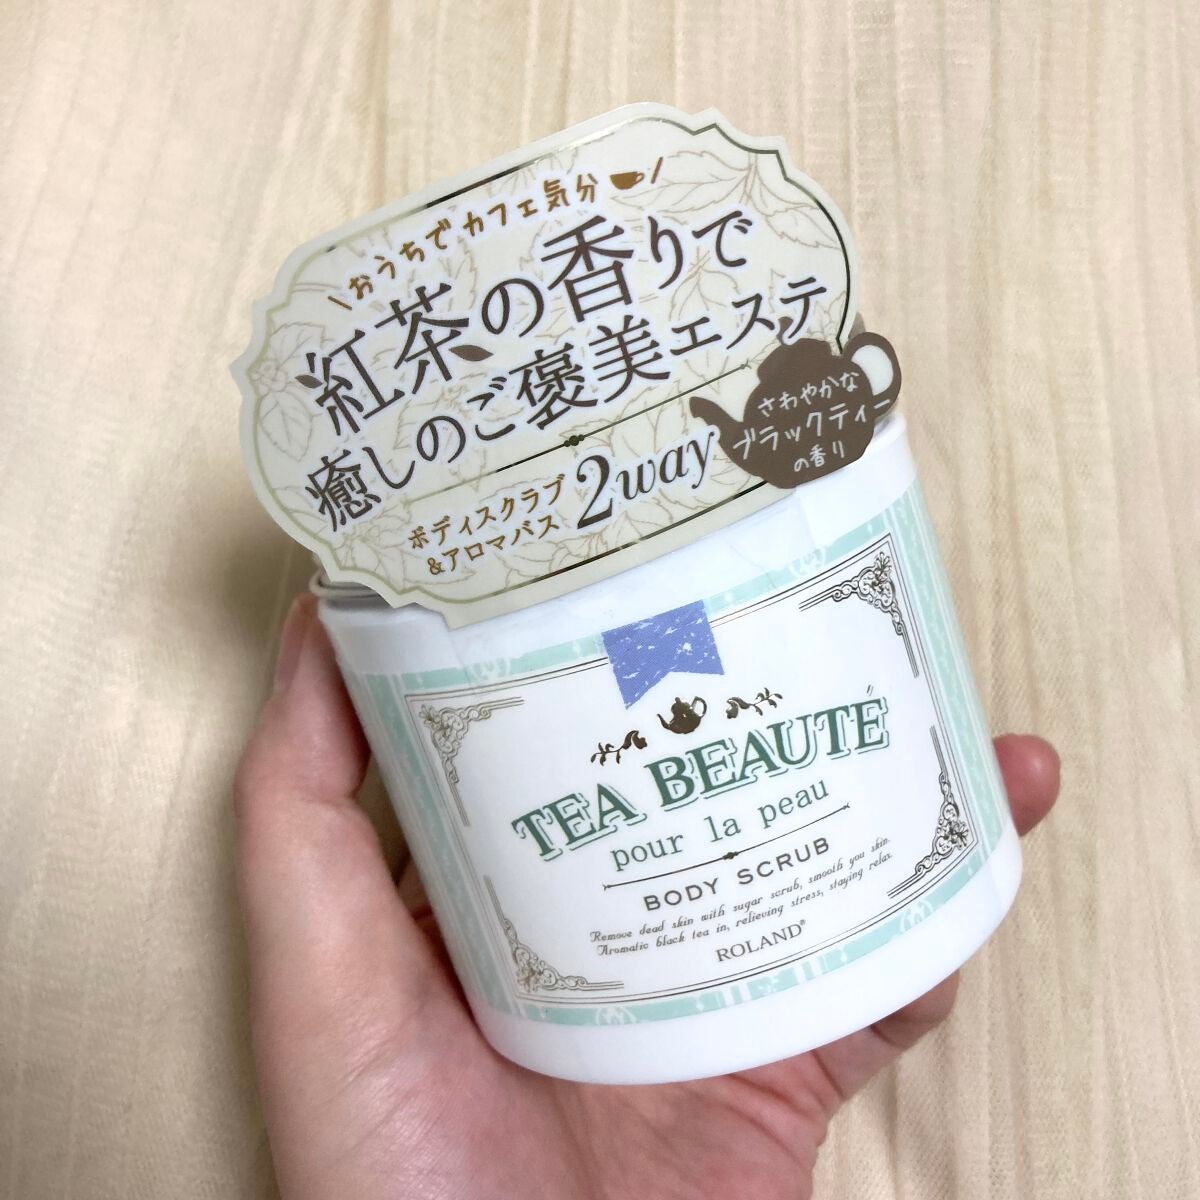 \おうちでカフェ気分/
紅茶の香りで
癒しのご褒美エステ
ボディスクラブ
&アロマバス
2way
さわやかな
ブラックティー
の香り
TEA BEAUTÉ
pour la peau
BODY SCRUB
Remove dead skin with sugar scrub, smooth you skin.
Aromatic black tea in, relieving stress, staying relax.
ROLAND®